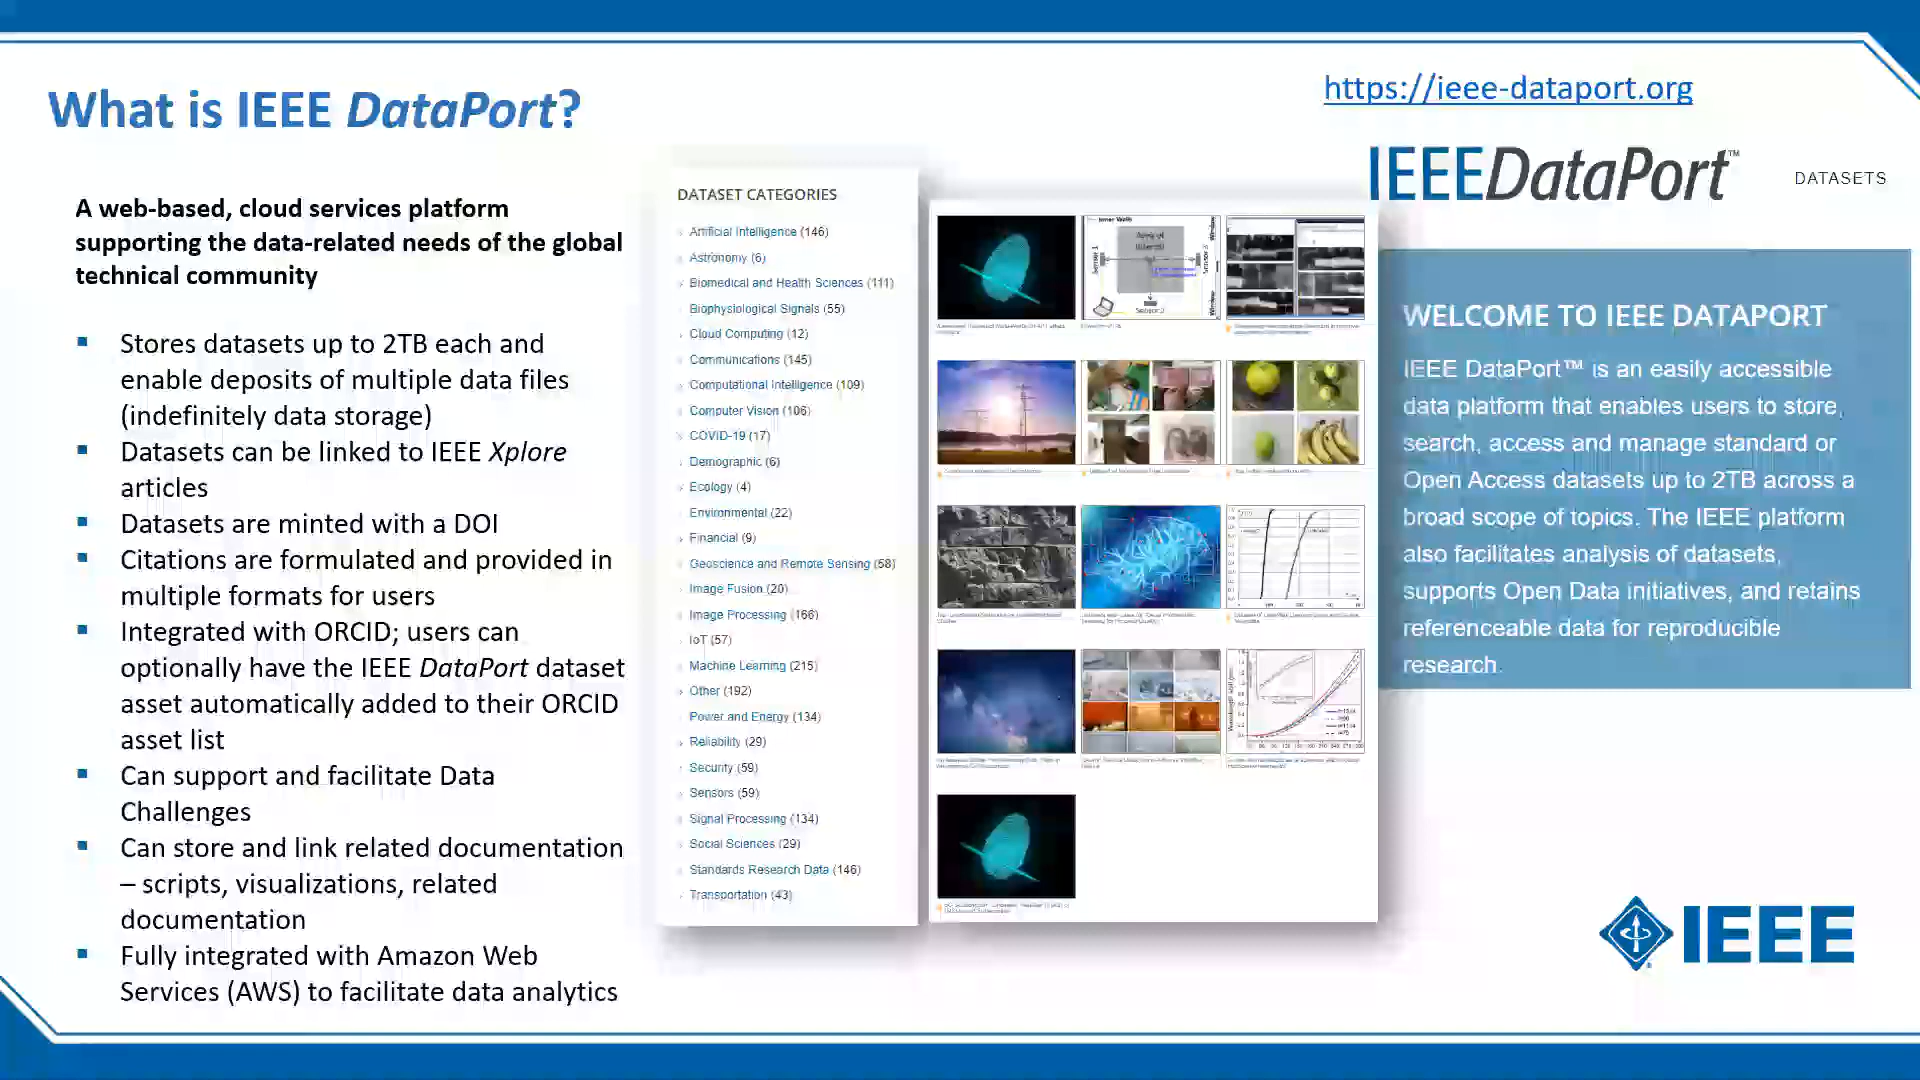 What is IEEE DataPort?
https://ieee-dataport.org
IEEEDataPort™
DATASETS
A web-based, cloud services platform
supporting the data-related needs of the global
technical community
▪ Stores datasets up to 2TB each and
enable deposits of multiple data files
(indefinitely data storage)
▪ Datasets can be linked to IEEE Xplore
articles
▪ Datasets are minted with a DOI
▪ Citations are formulated and provided in
multiple formats for users
▪ Integrated with ORCID; users can
optionally have the IEEE DataPort dataset
asset automatically added to their ORCID
asset list
▪ Can support and facilitate Data
Challenges
▪ Can store and link related documentation
– scripts, visualizations, related
documentation
▪ Fully integrated with Amazon Web
Services (AWS) to facilitate data analytics
DATASET CATEGORIES
Artificial Intelligence (146)
Astronomy (6)
Biomedical and Health Sciences (111)
Biophysiological Signals (55)
Cloud Computing (12)
Communications (145)
Computational Intelligence (109)
Computer Vision (106)
COVID-19 (17)
Demographic (6)
Ecology (4)
Environmental (22)
Financial (9)
Geoscience and Remote Sensing (58)
Image Fusion (20)
Image Processing (166)
IoT (57)
Machine Learning (215)
Other (192)
Power and Energy (134)
Reliability (29)
Security (59)
Sensors (59)
Signal Processing (134)
Social Sciences (29)
Standards Research Data (146)
Transportation (43)
Inner Walls
Sensor 1
Sensor 2
Window
WELCOME TO IEEE DATAPORT
IEEE DataPort™ is an easily accessible
data platform that enables users to store,
search, access and manage standard or
Open Access datasets up to 2TB across a
broad scope of topics. The IEEE platform
also facilitates analysis of datasets,
supports Open Data initiatives, and retains
referenceable data for reproducible
research.
IEEE